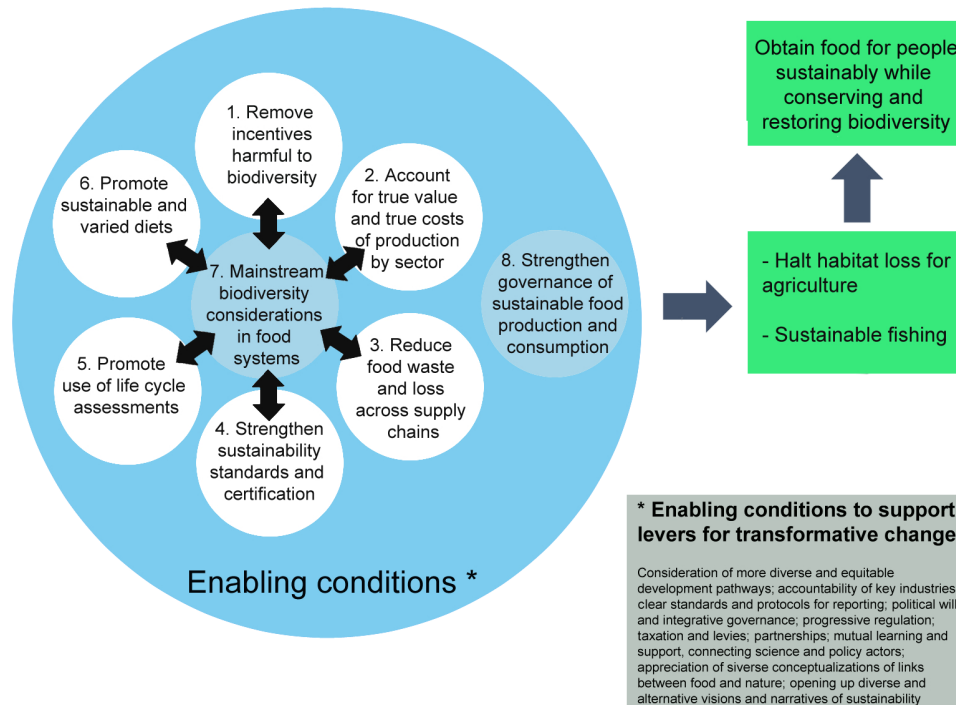 1. Remove
incentives
harmful to
biodiversity
2. Account
for true value
and true costs
of production
by sector
3. Reduce
food waste
and loss
across supply
chains
4. Strengthen
sustainability
standards and
certification
5. Promote
use of life cycle
assessments
6. Promote
sustainable and
varied diets
7. Mainstream
biodiversity
considerations
in food
systems
8. Strengthen
governance of
sustainable food
production and
consumption
Enabling conditions *
Obtain food for people
sustainably while
conserving and
restoring biodiversity
- Halt habitat loss for
agriculture
- Sustainable fishing
* Enabling conditions to support
levers for transformative change
Consideration of more diverse and equitable
development pathways; accountability of key industries
clear standards and protocols for reporting; political will
and integrative governance; progressive regulation;
taxation and levies; partnerships; mutual learning and
support, connecting science and policy actors;
appreciation of siverse conceptualizations of links
between food and nature; opening up diverse and
alternative visions and narratives of sustainability